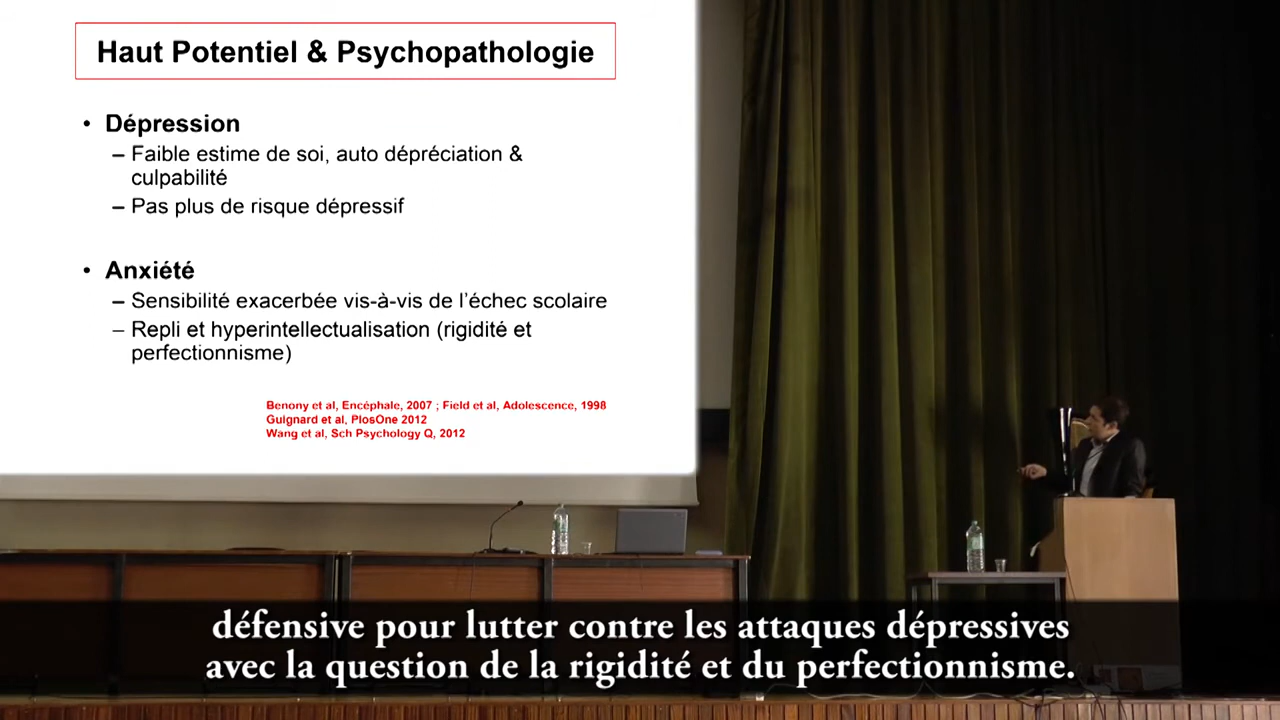 Haut Potentiel & Psychopathologie
• Dépression
– Faible estime de soi, auto dépréciation &
culpabilité
– Pas plus de risque dépressif
• Anxiété
– Sensibilité exacerbée vis-à-vis de l’échec scolaire
– Repli et hyperintellectualisation (rigidité et
perfectionnisme)
Benony et al, Encéphale, 2007 ; Field et al, Adolescence, 1998
Guignard et al, PlosOne 2012
Wang et al, Sch Psychology Q, 2012
défensive pour lutter contre les attaques dépressives
avec la question de la rigidité et du perfectionnisme.